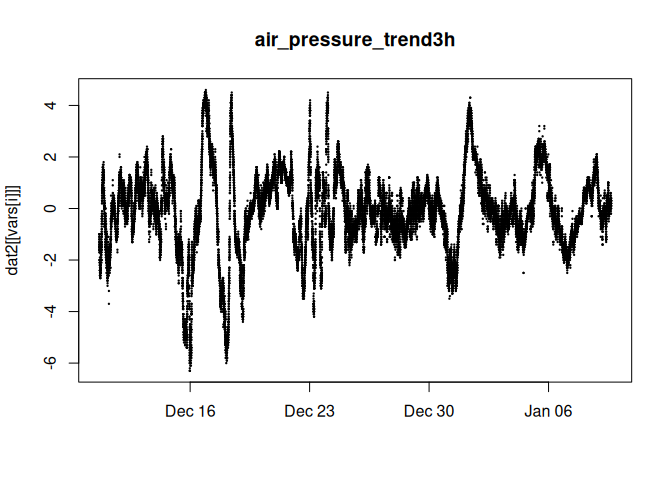 air_pressure_trend3h
dat2[[vars[i]]]
4
2
0
-2
-4
-6
Dec 16 Dec 23 Dec 30 Jan 06